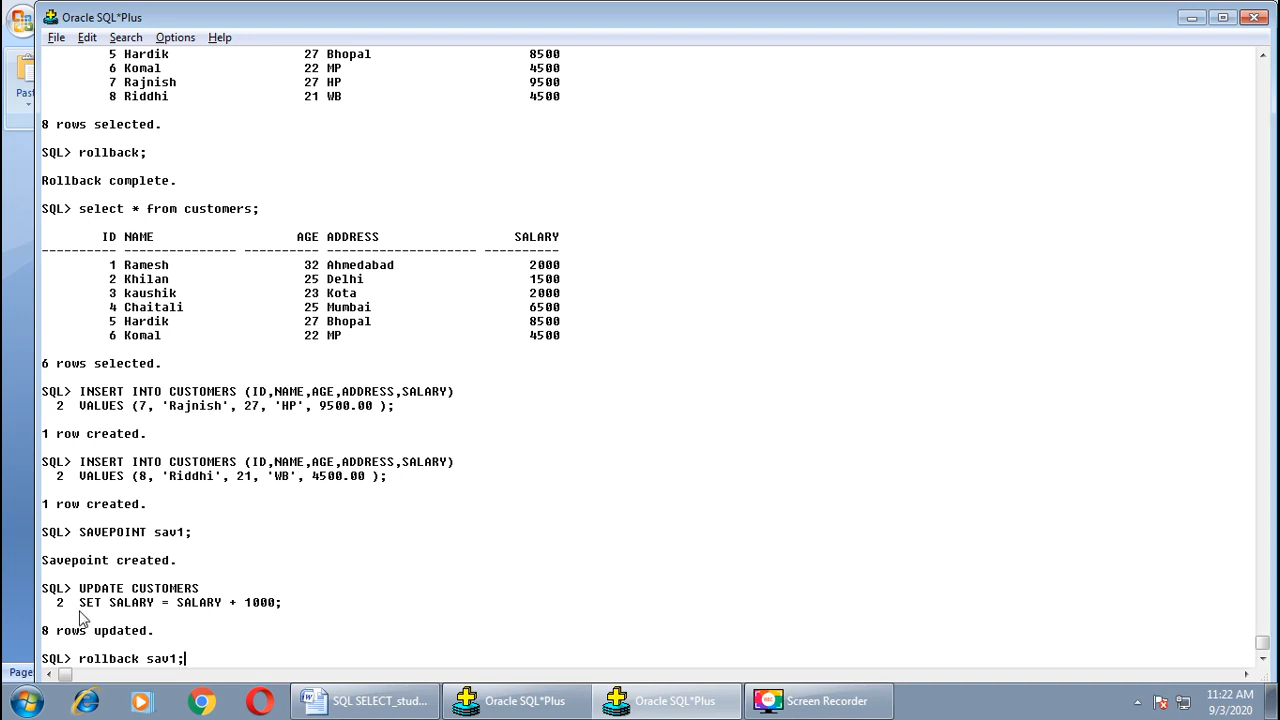 Oracle SQL*Plus
File Edit Search Options Help
5 Hardik 27 Bhopal 8500
6 Komal 22 MP 4500
7 Rajnish 27 HP 9500
8 Riddhi 21 WB 4500
8 rows selected.
SQL> rollback;
Rollback complete.
SQL> select * from customers;
ID NAME AGE ADDRESS SALARY
---------- --------------- ---------- -------------------- ----------
1 Ramesh 32 Ahmedabad 2000
2 Khilan 25 Delhi 1500
3 kaushik 23 Kota 2000
4 Chaitali 25 Mumbai 6500
5 Hardik 27 Bhopal 8500
6 Komal 22 MP 4500
6 rows selected.
SQL> INSERT INTO CUSTOMERS (ID,NAME,AGE,ADDRESS,SALARY)
2 VALUES (7, 'Rajnish', 27, 'HP', 9500.00 );
1 row created.
SQL> INSERT INTO CUSTOMERS (ID,NAME,AGE,ADDRESS,SALARY)
2 VALUES (8, 'Riddhi', 21, 'WB', 4500.00 );
1 row created.
SQL> SAVEPOINT sav1;
Savepoint created.
SQL> UPDATE CUSTOMERS
2 SET SALARY = SALARY + 1000;
8 rows updated.
SQL> rollback sav1;
Past
Page
SQL SELECT_stud... Oracle SQL*Plus Oracle SQL*Plus Screen Recorder
11:22 AM
9/3/2020